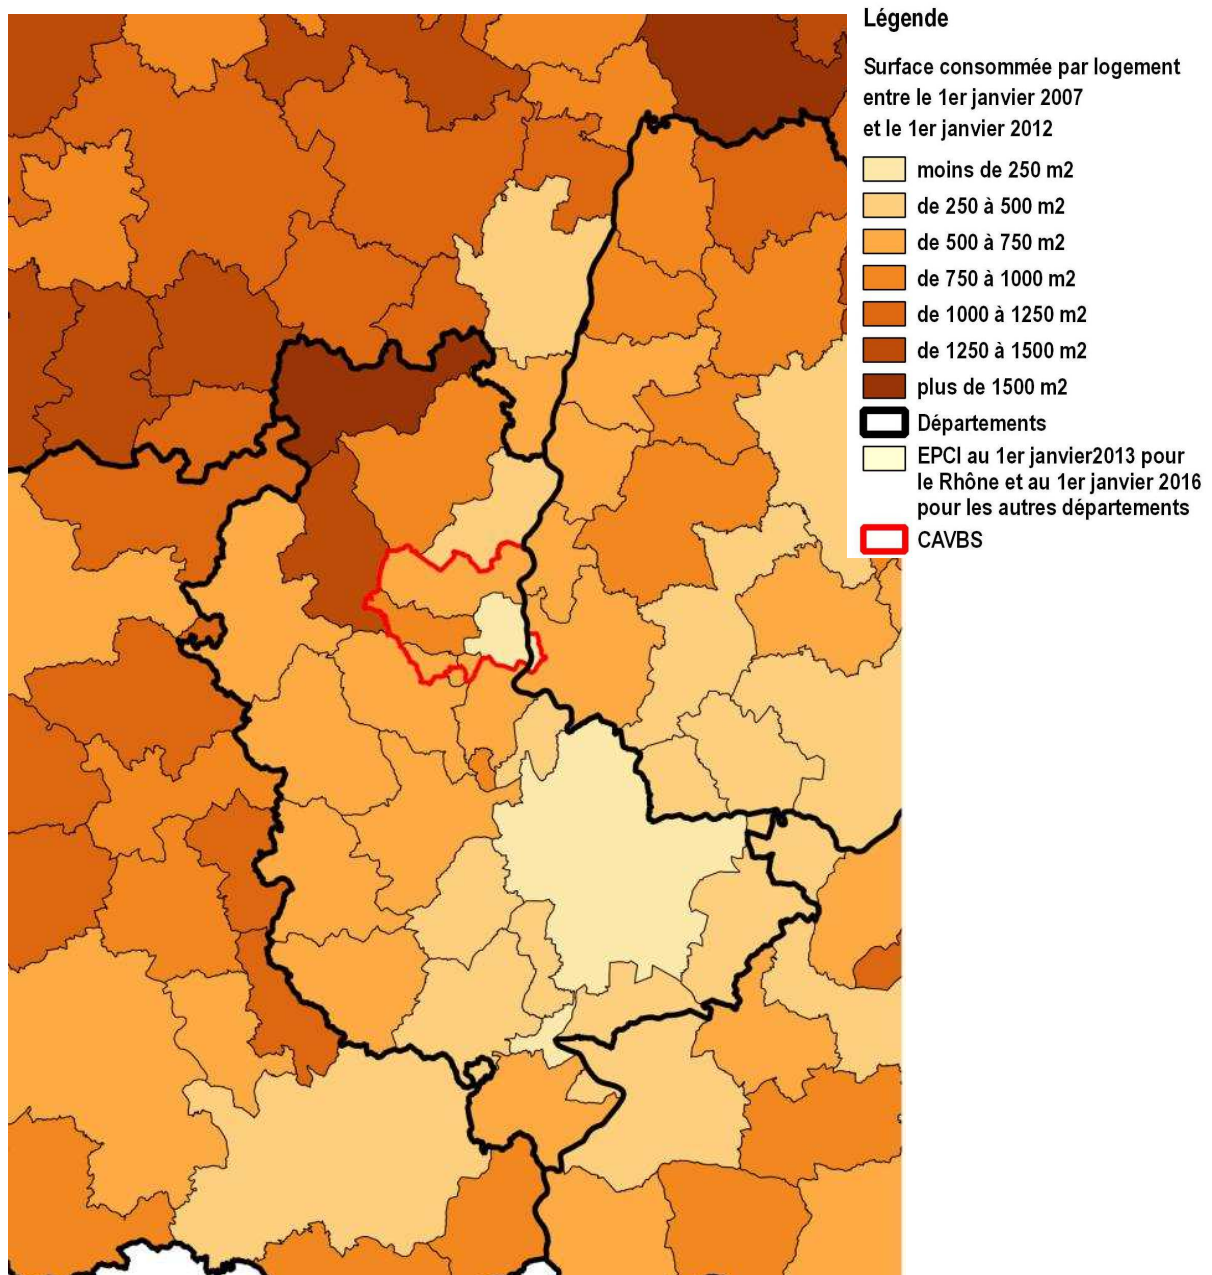 Légende
Surface consommée par logement
entre le 1er janvier 2007
et le 1er janvier 2012
moins de 250 m2
de 250 à 500 m2
de 500 à 750 m2
de 750 à 1000 m2
de 1000 à 1250 m2
de 1250 à 1500 m2
plus de 1500 m2
Départements
EPCI au 1er janvier2013 pour
le Rhône et au 1er janvier 2016
pour les autres départements
CAVBS